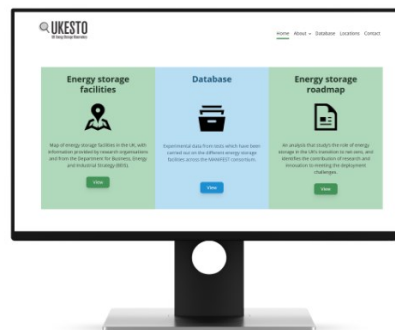 UKESTO
UK Energy Storage Observatory
Home About Database Locations Contact
Energy storage
facilities
Map of energy storage facilities in the UK, with
information provided by research organisations
and from the Department for Business, Energy
and Industrial Strategy (BEIS).
View
Database
Experimental data from tests which have been
carried out on the different energy storage
facilities across the MANIFEST consortium.
View
Energy storage
roadmap
An analysis that studys the role of energy
storage in the UK's transition to net zero, and
identifies the contribution of research and
innovation to meeting the deployment
challenges.
View